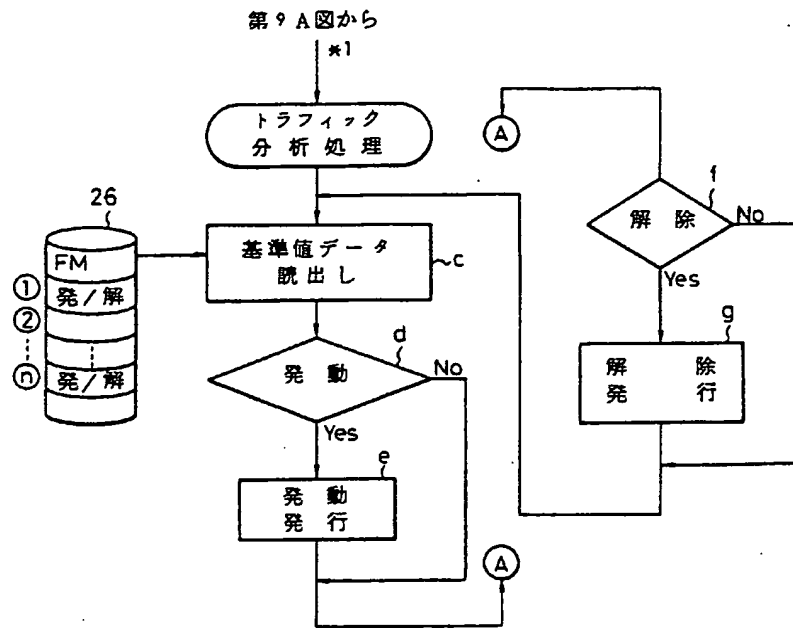 第9A図から
*1
トラフィック
分析処理
26
FM
① 発/解
②
ⓝ 発/解
基準値データ
読出し
c
発動
d
No
Yes
e
発動
発行
A
A
解除
f
No
Yes
g
解除
発行